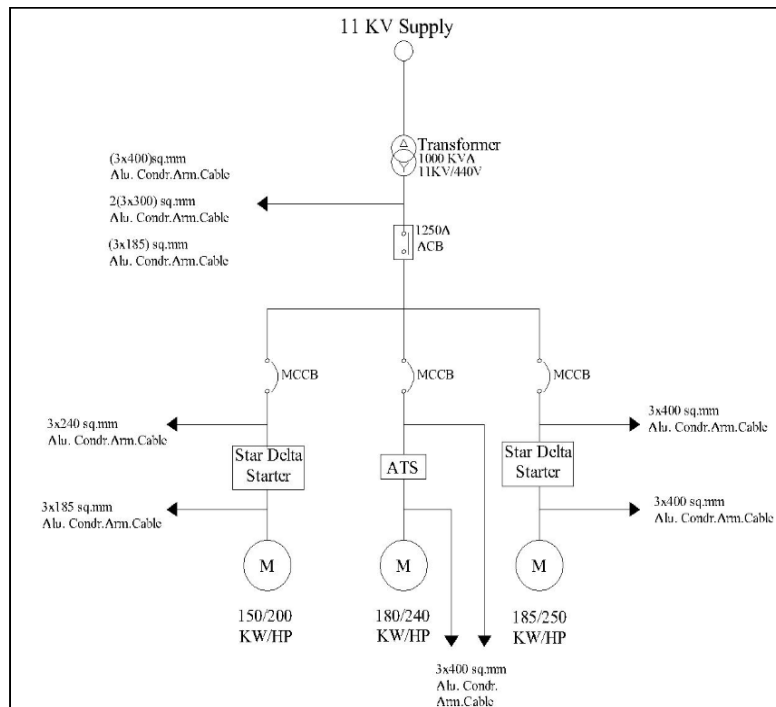 11 KV Supply
Transformer
1000 KVA
11KV/440V
(3x400)sq.mm
Alu. Condr.Arm.Cable
2(3x300) sq.mm
Alu. Condr.Arm.Cable
(3x185) sq.mm
Alu. Condr.Arm.Cable
1250A
ACB
MCCB
MCCB
MCCB
3x240 sq.mm
Alu. Condr.Arm.Cable
3x400 sq.mm
Alu. Condr.Arm.Cable
Star Delta
Starter
ATS
Star Delta
Starter
3x185 sq.mm
Alu. Condr.Arm.Cable
3x400 sq.mm
Alu. Condr.Arm.Cable
M
M
M
150/200
KW/HP
180/240
KW/HP
185/250
KW/HP
3x400 sq.mm
Alu. Condr.
Arm.Cable